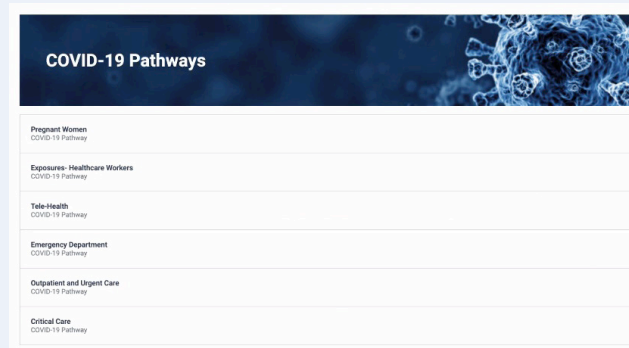 COVID-19 Pathways
Pregnant Women
COVID-19 Pathway
Exposures- Healthcare Workers
COVID-19 Pathway
Tele-Health
COVID-19 Pathway
Emergency Department
COVID-19 Pathway
Outpatient and Urgent Care
COVID-19 Pathway
Critical Care
COVID-19 Pathway